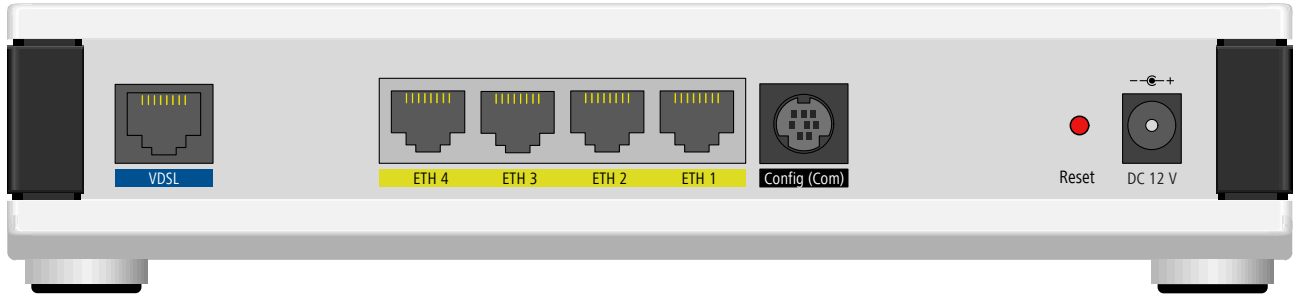 - +
VDSL
ETH 4
ETH 3
ETH 2
ETH 1
Config (Com)
Reset
DC 12 V